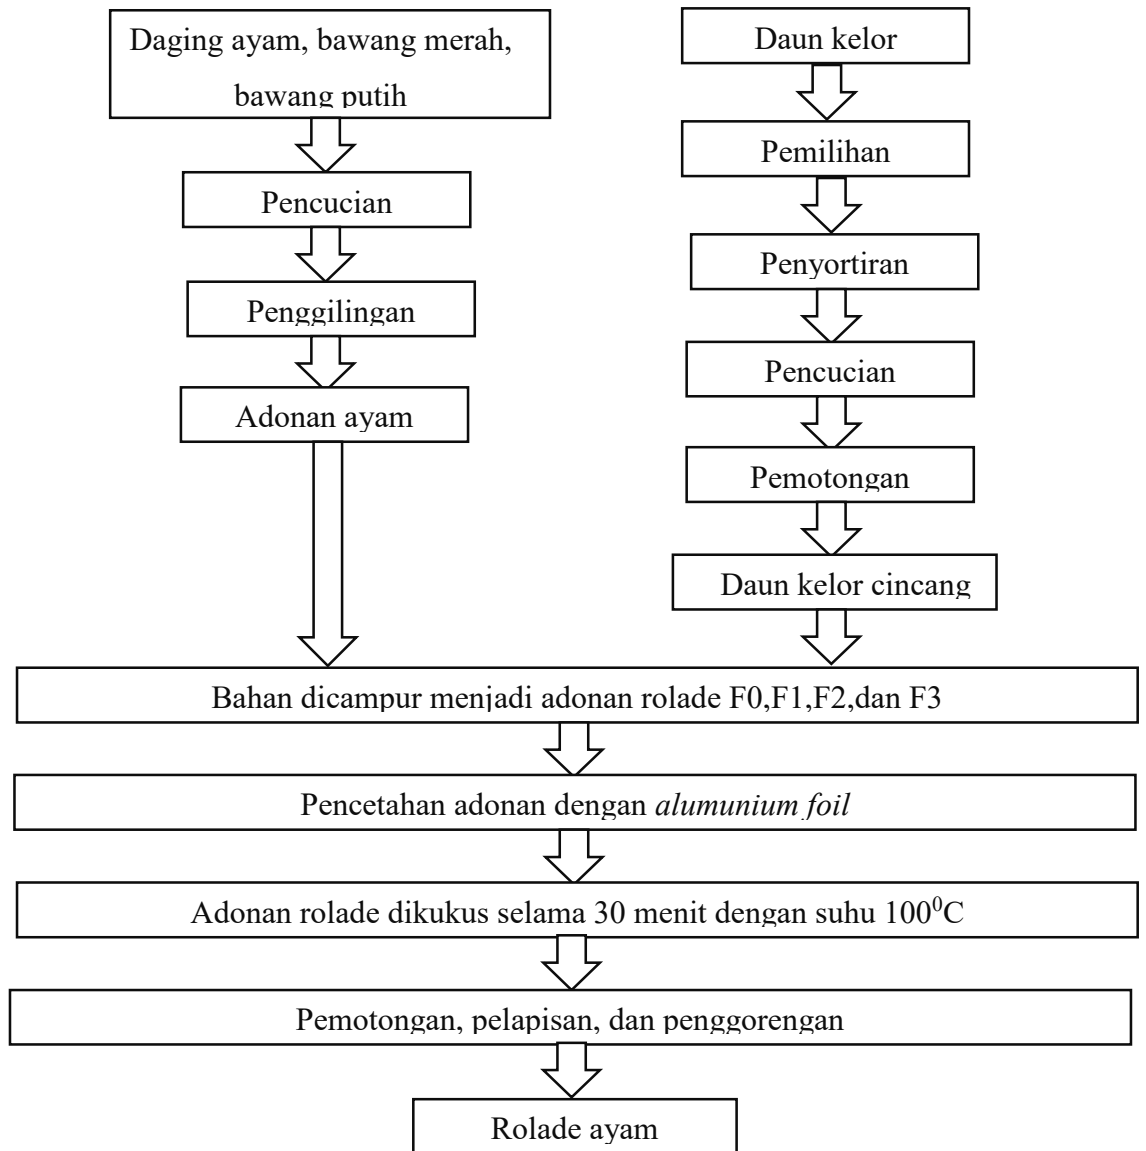 Daging ayam, bawang merah,
bawang putih
Pencucian
Penggilingan
Adonan ayam
Daun kelor
Pemilihan
Penyortiran
Pencucian
Pemotongan
Daun kelor cincang
Bahan dicampur menjadi adonan rolade F0,F1,F2,dan F3
Pencetahan adonan dengan alumunium foil
Adonan rolade dikukus selama 30 menit dengan suhu 100⁰C
Pemotongan, pelapisan, dan penggorengan
Rolade ayam